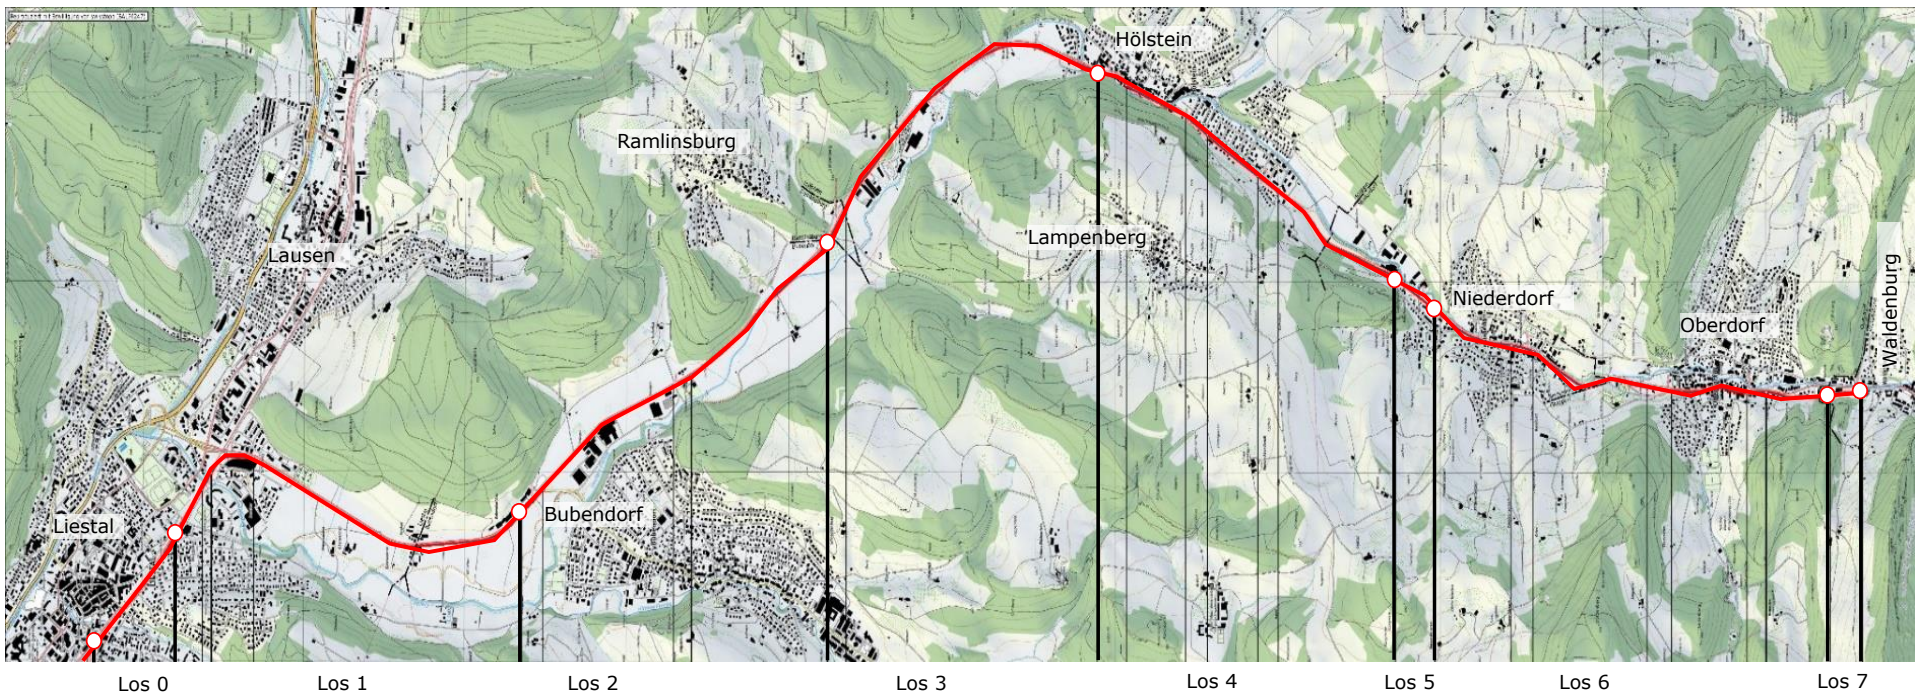 Hölstein
Ramlinsburg
Lampenberg
Lausen
Niederdorf
Oberdorf
Waldenburg
Bubendorf
Liestal
Los 0
Los 1
Los 2
Los 3
Los 4
Los 5
Los 6
Los 7